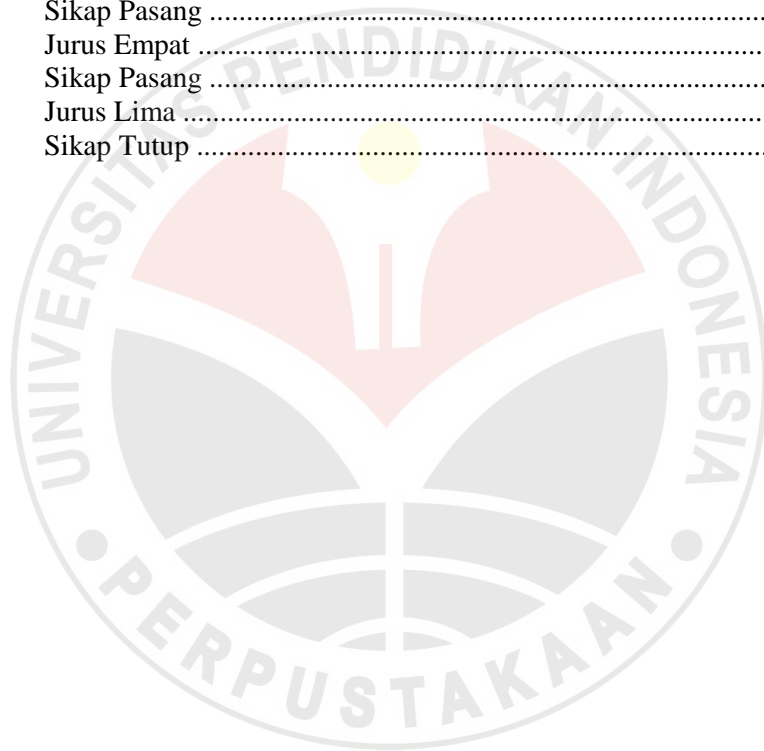 Sikap Pasang ....................................................................................
Jurus Empat ......................................................................................
Sikap Pasang ....................................................................................
Jurus Lima ........................................................................................
Sikap Tutup ......................................................................................
UNIVERSITAS PENDIDIKAN INDONESIA
PERPUSTAKAAN